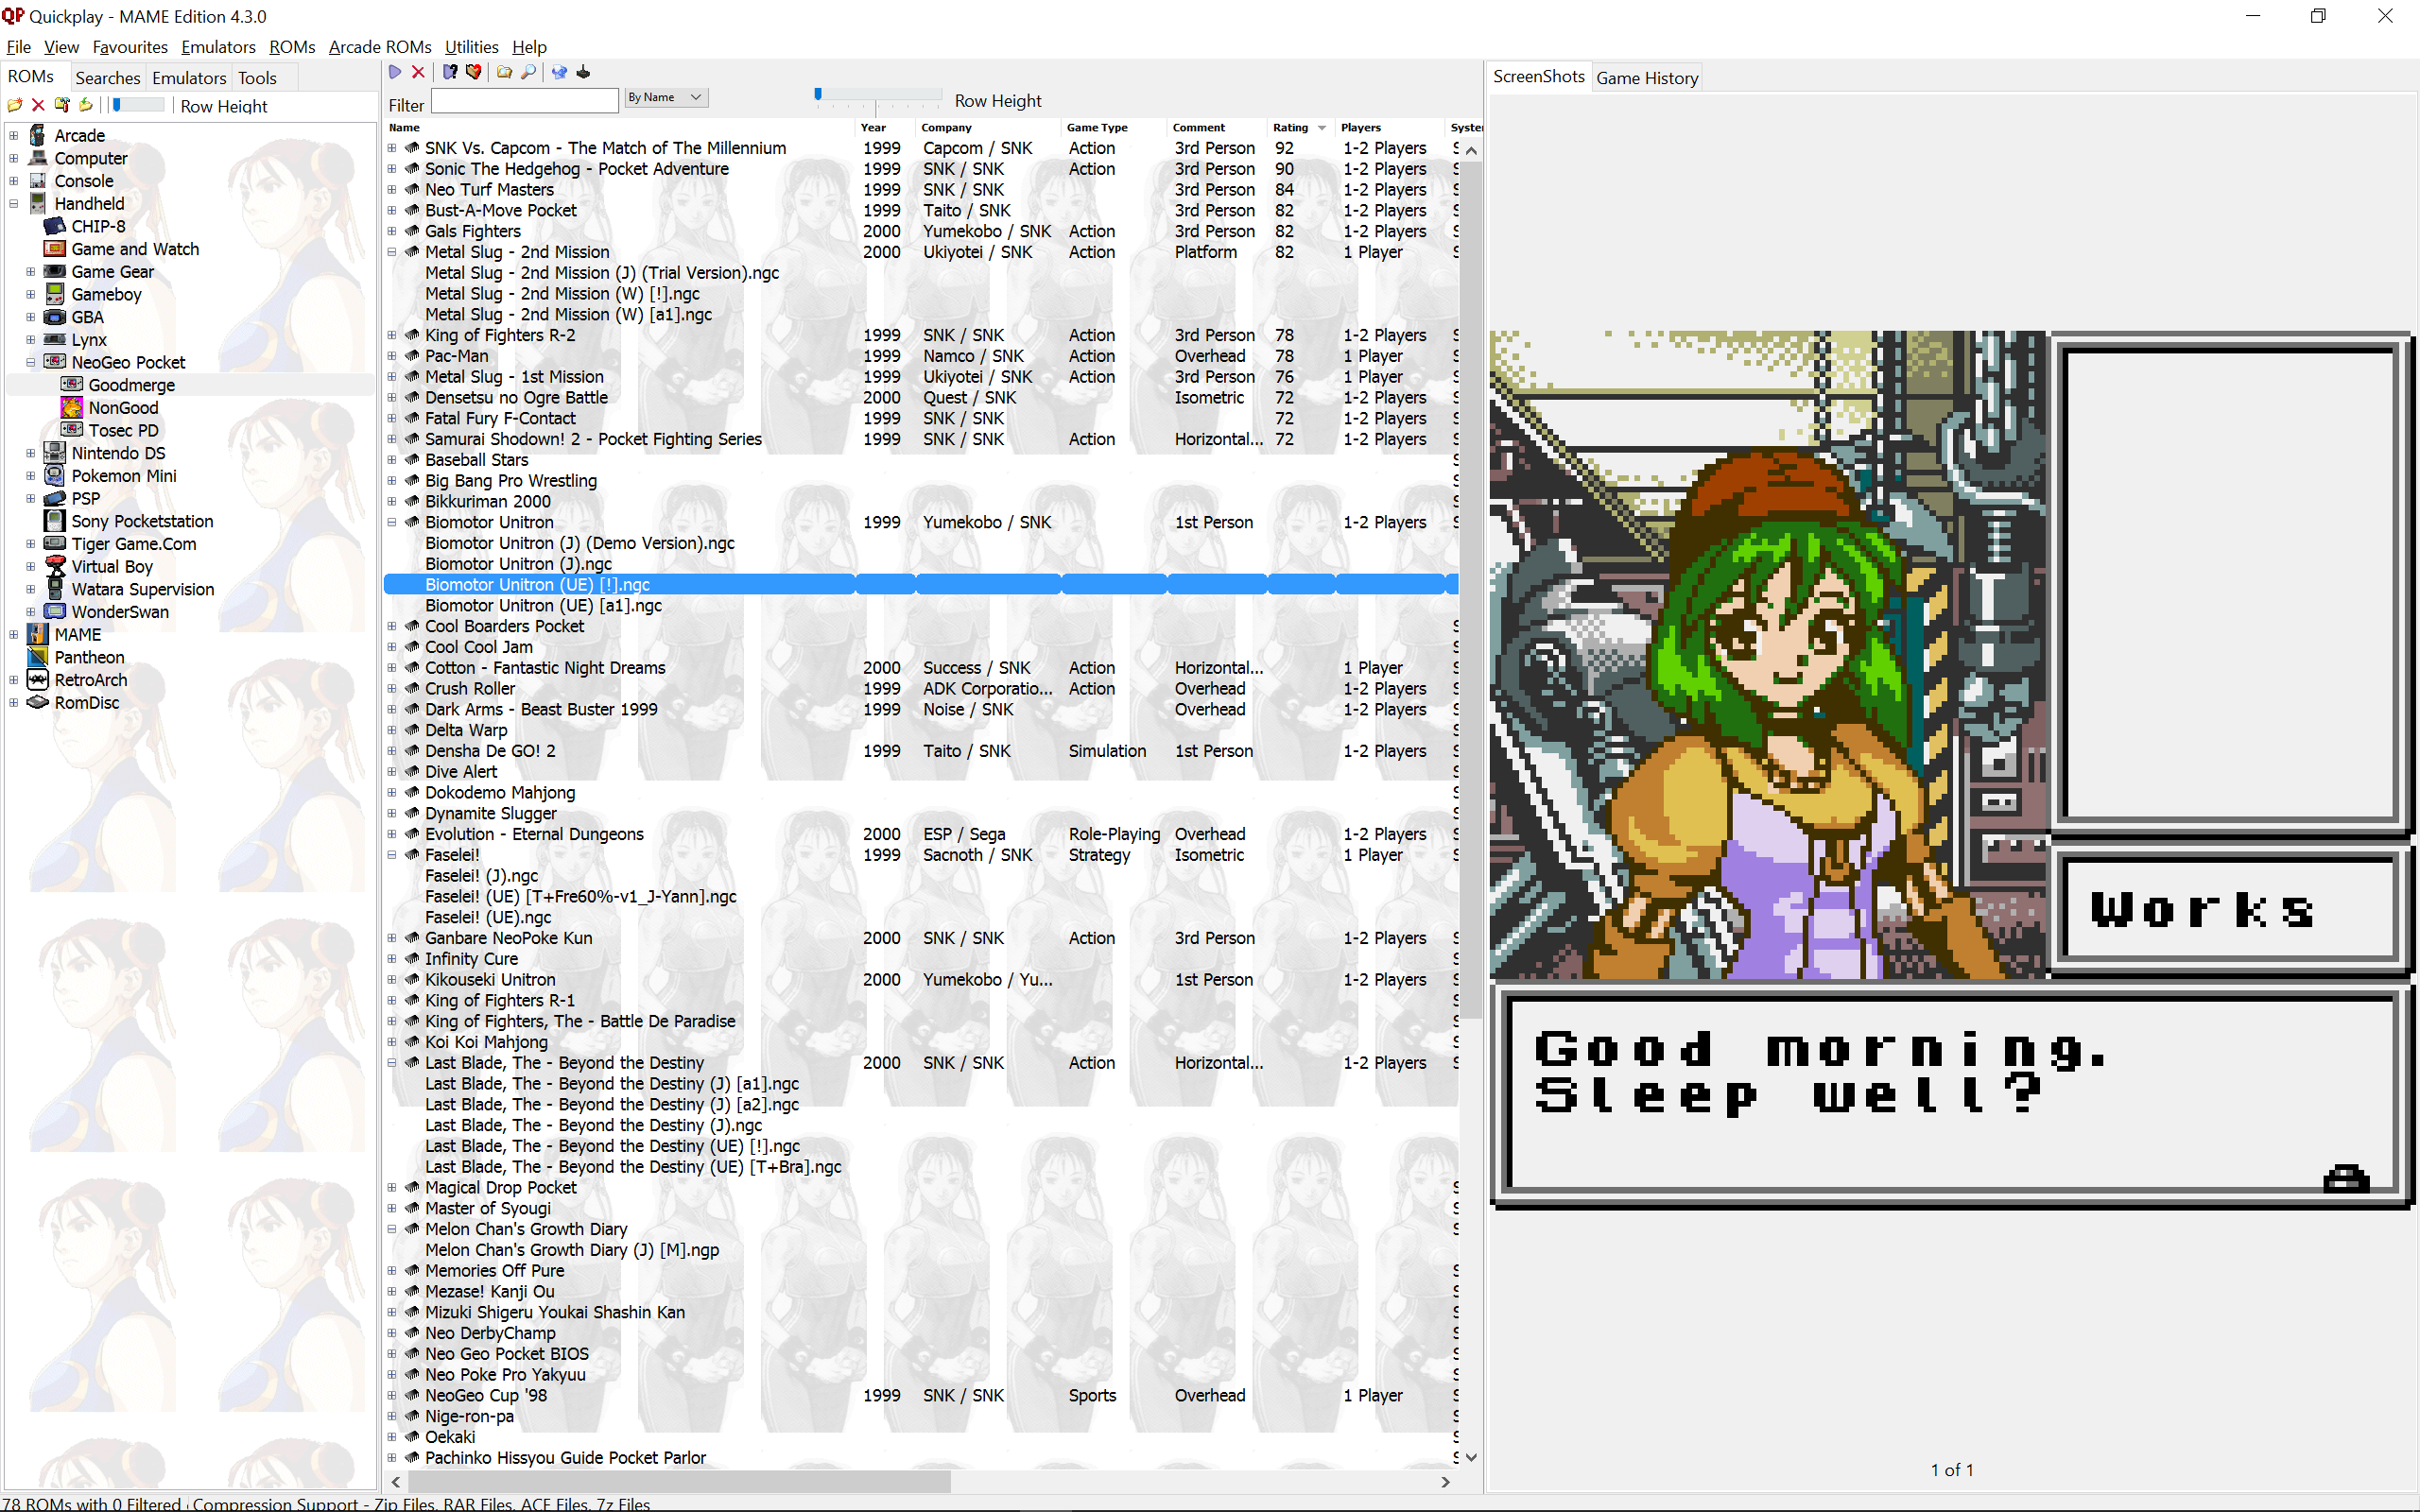 QP Quickplay - MAME Edition 4.3.0
File View Favourites Emulators ROMs Arcade ROMs Utilities Help
ROMs Searches Emulators Tools
Row Height
Arcade
Computer
Console
Handheld
CHIP-8
Game and Watch
Game Gear
Gameboy
GBA
Lynx
NeoGeo Pocket
Goodmerge
NonGood
Tosec PD
Nintendo DS
Pokemon Mini
PSP
Sony Pocketstation
Tiger Game.Com
Virtual Boy
Watara Supervision
WonderSwan
MAME
Pantheon
RetroArch
RomDisc
Filter By Name Row Height
Name Year Company Game Type Comment Rating Players
SNK Vs. Capcom - The Match of The Millennium 1999 Capcom / SNK Action 3rd Person 92 1-2 Players
Sonic The Hedgehog - Pocket Adventure 1999 SNK / SNK Action 3rd Person 90 1-2 Players
Neo Turf Masters 1999 SNK / SNK 3rd Person 84 1-2 Players
Bust-A-Move Pocket 1999 Taito / SNK 3rd Person 82 1-2 Players
Gals Fighters 2000 Yumekobo / SNK Action 3rd Person 82 1-2 Players
Metal Slug - 2nd Mission 2000 Ukiyotei / SNK Action Platform 82 1 Player
Metal Slug - 2nd Mission (J) (Trial Version).ngc
Metal Slug - 2nd Mission (W) [!].ngc
Metal Slug - 2nd Mission (W) [a1].ngc
King of Fighters R-2 1999 SNK / SNK Action 3rd Person 78 1-2 Players
Pac-Man 1999 Namco / SNK Action Overhead 78 1 Player
Metal Slug - 1st Mission 1999 Ukiyotei / SNK Action 3rd Person 76 1 Player
Densetsu no Ogre Battle 2000 Quest / SNK Isometric 72 1-2 Players
Fatal Fury F-Contact 1999 SNK / SNK 72 1-2 Players
Samurai Shodown! 2 - Pocket Fighting Series 1999 SNK / SNK Action Horizontal... 72 1-2 Players
Baseball Stars
Big Bang Pro Wrestling
Bikkuriman 2000
Biomotor Unitron 1999 Yumekobo / SNK 1st Person 1-2 Players
Biomotor Unitron (J) (Demo Version).ngc
Biomotor Unitron (J).ngc
Biomotor Unitron (UE) [!].ngc
Biomotor Unitron (UE) [a1].ngc
Cool Boarders Pocket
Cool Cool Jam
Cotton - Fantastic Night Dreams 2000 Success / SNK Action Horizontal... 1 Player
Crush Roller 1999 ADK Corporatio... Action Overhead 1-2 Players
Dark Arms - Beast Buster 1999 1999 Noise / SNK Overhead 1-2 Players
Delta Warp
Densha De GO! 2 1999 Taito / SNK Simulation 1st Person 1-2 Players
Dive Alert
Dokodemo Mahjong
Dynamite Slugger
Evolution - Eternal Dungeons 2000 ESP / Sega Role-Playing Overhead 1-2 Players
Faselei! 1999 Sacnoth / SNK Strategy Isometric 1 Player
Faselei! (J).ngc
Faselei! (UE) [T+Fre60%-v1_J-Yann].ngc
Faselei! (UE).ngc
Ganbare NeoPoke Kun 2000 SNK / SNK Action 3rd Person 1-2 Players
Infinity Cure
Kikouseki Unitron 2000 Yumekobo / Yu... 1st Person 1-2 Players
King of Fighters R-1
King of Fighters, The - Battle De Paradise
Koi Koi Mahjong
Last Blade, The - Beyond the Destiny 2000 SNK / SNK Action Horizontal... 1-2 Players
Last Blade, The - Beyond the Destiny (J) [a1].ngc
Last Blade, The - Beyond the Destiny (J) [a2].ngc
Last Blade, The - Beyond the Destiny (J).ngc
Last Blade, The - Beyond the Destiny (UE) [!].ngc
Last Blade, The - Beyond the Destiny (UE) [T+Bra].ngc
Magical Drop Pocket
Master of Syougi
Melon Chan's Growth Diary
Melon Chan's Growth Diary (J) [M].ngp
Memories Off Pure
Mezase! Kanji Ou
Mizuki Shigeru Youkai Shashin Kan
Neo DerbyChamp
Neo Geo Pocket BIOS
Neo Poke Pro Yakyuu
NeoGeo Cup '98 1999 SNK / SNK Sports Overhead 1 Player
Nige-ron-pa
Oekaki
Pachinko Hissyou Guide Pocket Parlor
ScreenShots Game History
Works
Good morning.
Sleep well?
1 of 1
78 ROMs with 0 Filtered Compression Support - Zip Files, RAR Files, ACE Files, 7z Files